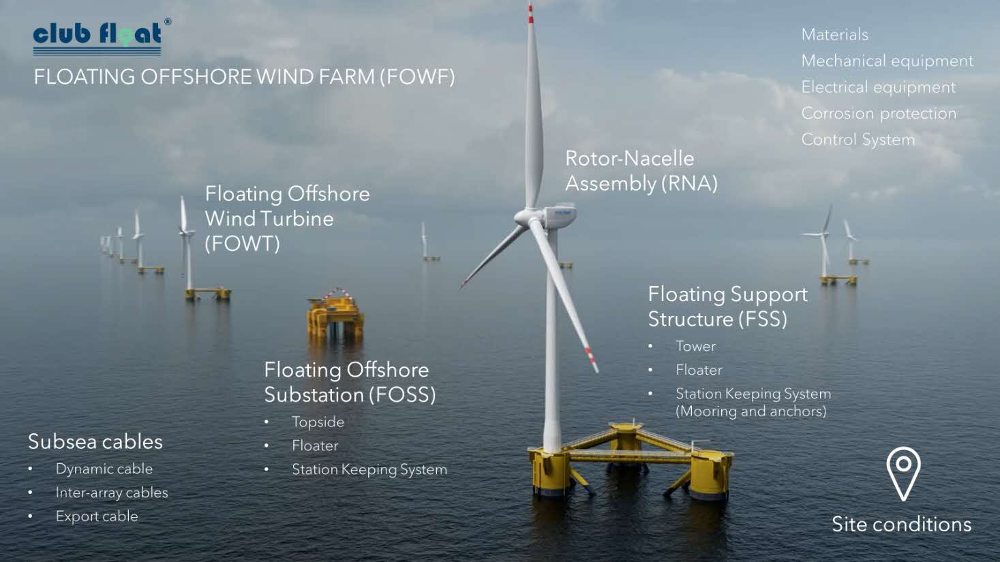 club float®
FLOATING OFFSHORE WIND FARM (FOWF)
Materials
Mechanical equipment
Electrical equipment
Corrosion protection
Control System
Rotor-Nacelle
Assembly (RNA)
Floating Offshore
Wind Turbine
(FOWT)
Floating Support
Structure (FSS)
• Tower
• Floater
• Station Keeping System
(Mooring and anchors)
Floating Offshore
Substation (FOSS)
• Topside
• Floater
• Station Keeping System
Subsea cables
• Dynamic cable
• Inter-array cables
• Export cable
Site conditions